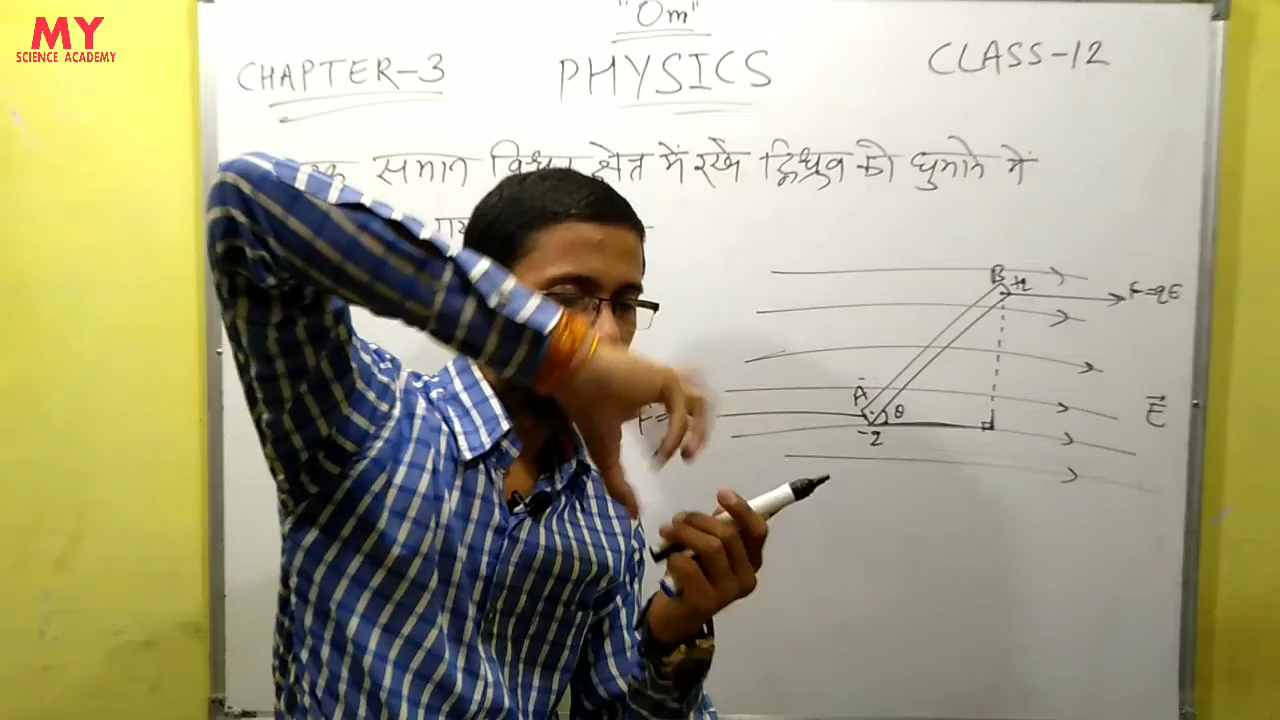 MY
SCIENCE ACADEMY
"Om"
CHAPTER-3 PHYSICS CLASS-12
समान विधुत क्षेत्र में रखे द्विध्रुव को घुमाने में
B
+q
F=qE
A
θ
-q
F=
E